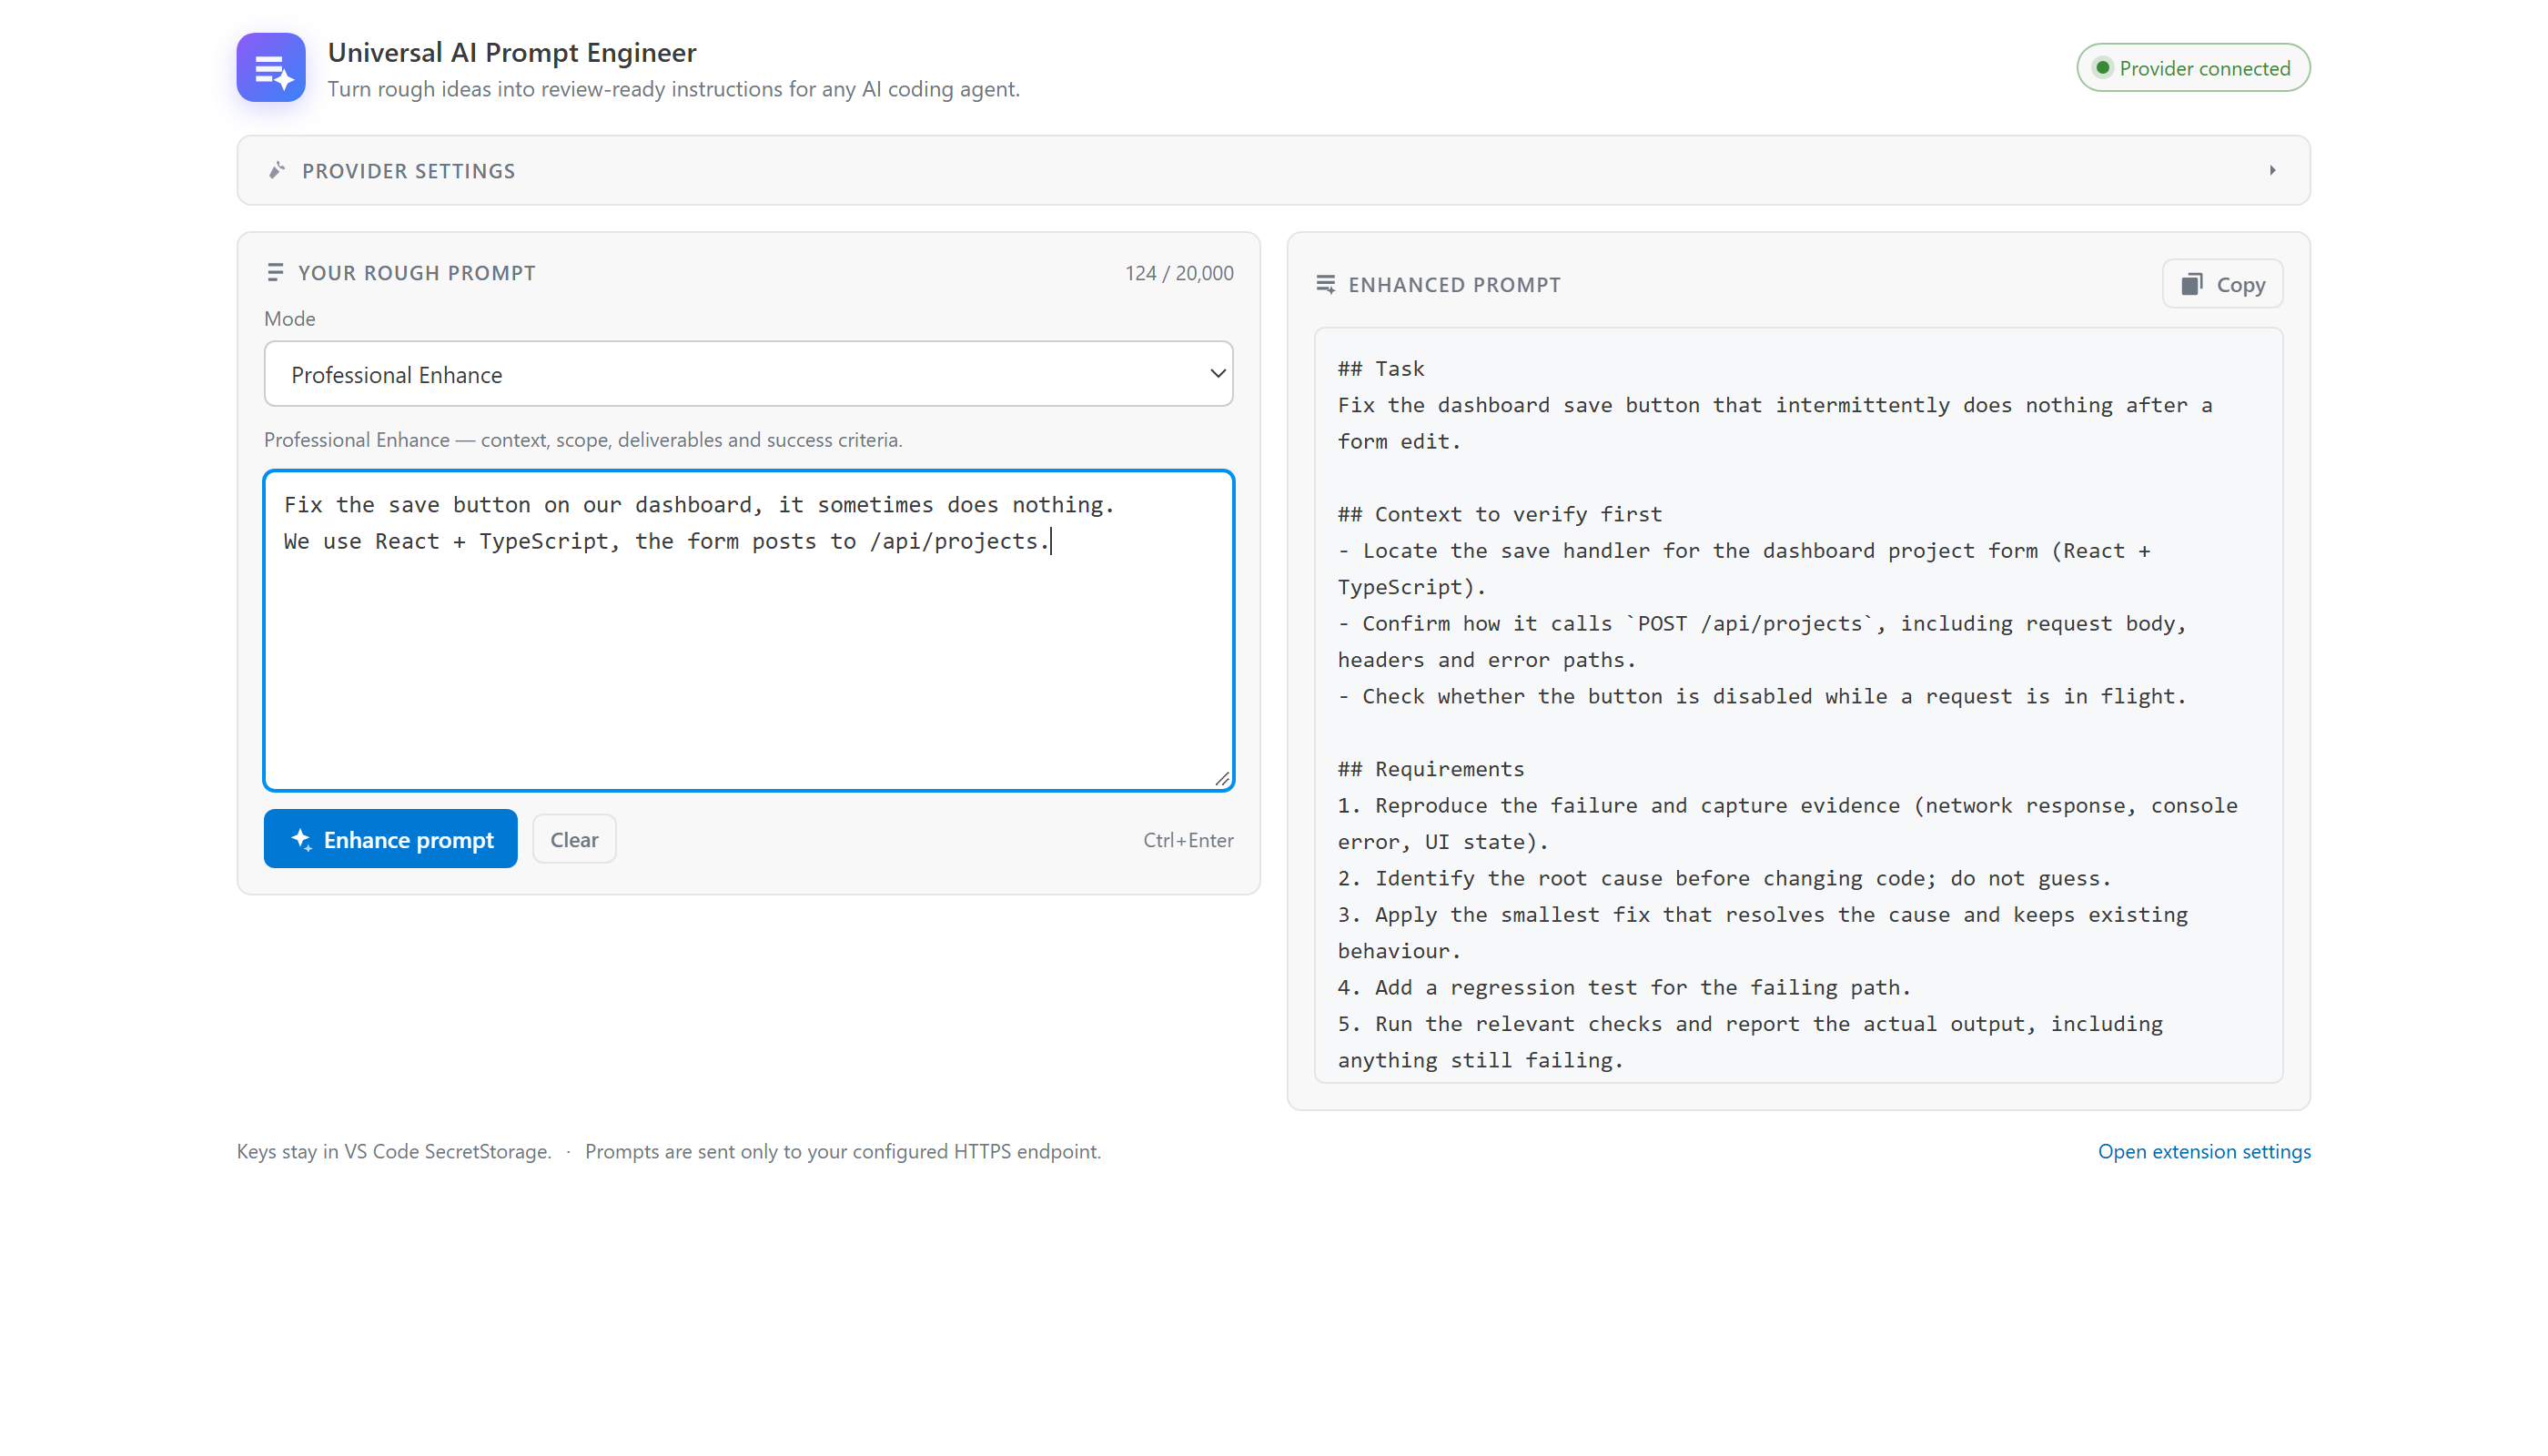 Universal AI Prompt Engineer
Turn rough ideas into review-ready instructions for any AI coding agent.
Provider connected
PROVIDER SETTINGS
YOUR ROUGH PROMPT
124 / 20,000
Mode
Professional Enhance
Professional Enhance — context, scope, deliverables and success criteria.
Fix the save button on our dashboard, it sometimes does nothing.
We use React + TypeScript, the form posts to /api/projects.
Enhance prompt
Clear
Ctrl+Enter
ENHANCED PROMPT
Copy
## Task
Fix the dashboard save button that intermittently does nothing after a
form edit.
## Context to verify first
- Locate the save handler for the dashboard project form (React +
TypeScript).
- Confirm how it calls `POST /api/projects`, including request body,
headers and error paths.
- Check whether the button is disabled while a request is in flight.
## Requirements
1. Reproduce the failure and capture evidence (network response, console
error, UI state).
2. Identify the root cause before changing code; do not guess.
3. Apply the smallest fix that resolves the cause and keeps existing
behaviour.
4. Add a regression test for the failing path.
5. Run the relevant checks and report the actual output, including
anything still failing.
Keys stay in VS Code SecretStorage. · Prompts are sent only to your configured HTTPS endpoint.
Open extension settings